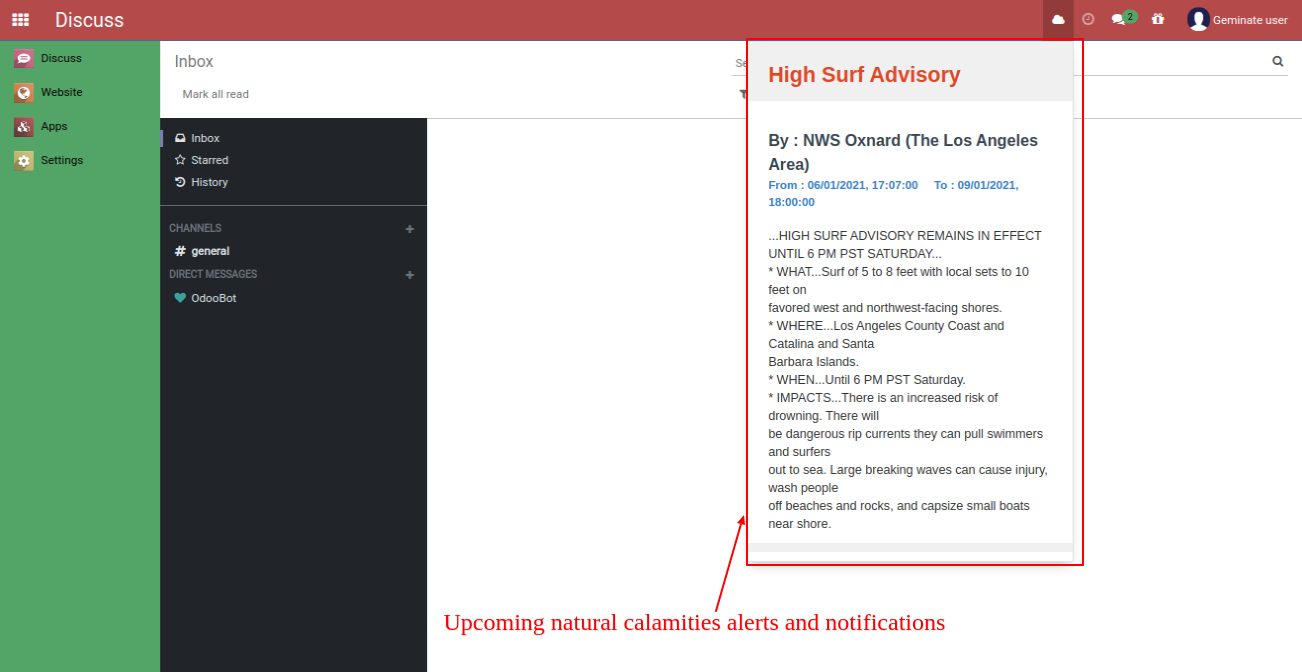 Discuss
2
Geminate user
Discuss
Website
Apps
Settings
Inbox
Se
Mark all read
Inbox
Starred
History
CHANNELS
+
# general
DIRECT MESSAGES
+
OdooBot
High Surf Advisory
By : NWS Oxnard (The Los Angeles
Area)
From : 06/01/2021, 17:07:00 To : 09/01/2021,
18:00:00
...HIGH SURF ADVISORY REMAINS IN EFFECT
UNTIL 6 PM PST SATURDAY...
* WHAT...Surf of 5 to 8 feet with local sets to 10
feet on
favored west and northwest-facing shores.
* WHERE...Los Angeles County Coast and
Catalina and Santa
Barbara Islands.
* WHEN...Until 6 PM PST Saturday.
* IMPACTS...There is an increased risk of
drowning. There will
be dangerous rip currents they can pull swimmers
and surfers
out to sea. Large breaking waves can cause injury,
wash people
off beaches and rocks, and capsize small boats
near shore.
Upcoming natural calamities alerts and notifications